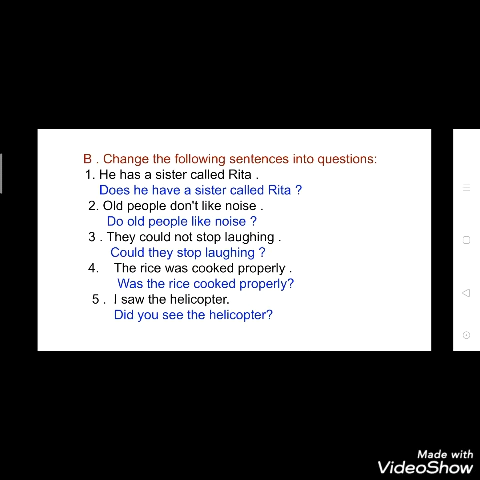 B . Change the following sentences into questions:
1. He has a sister called Rita .
Does he have a sister called Rita ?
2. Old people don't like noise .
Do old people like noise ?
3 . They could not stop laughing .
Could they stop laughing ?
4. The rice was cooked properly .
Was the rice cooked properly?
5 . I saw the helicopter.
Did you see the helicopter?
Made with
VideoShow